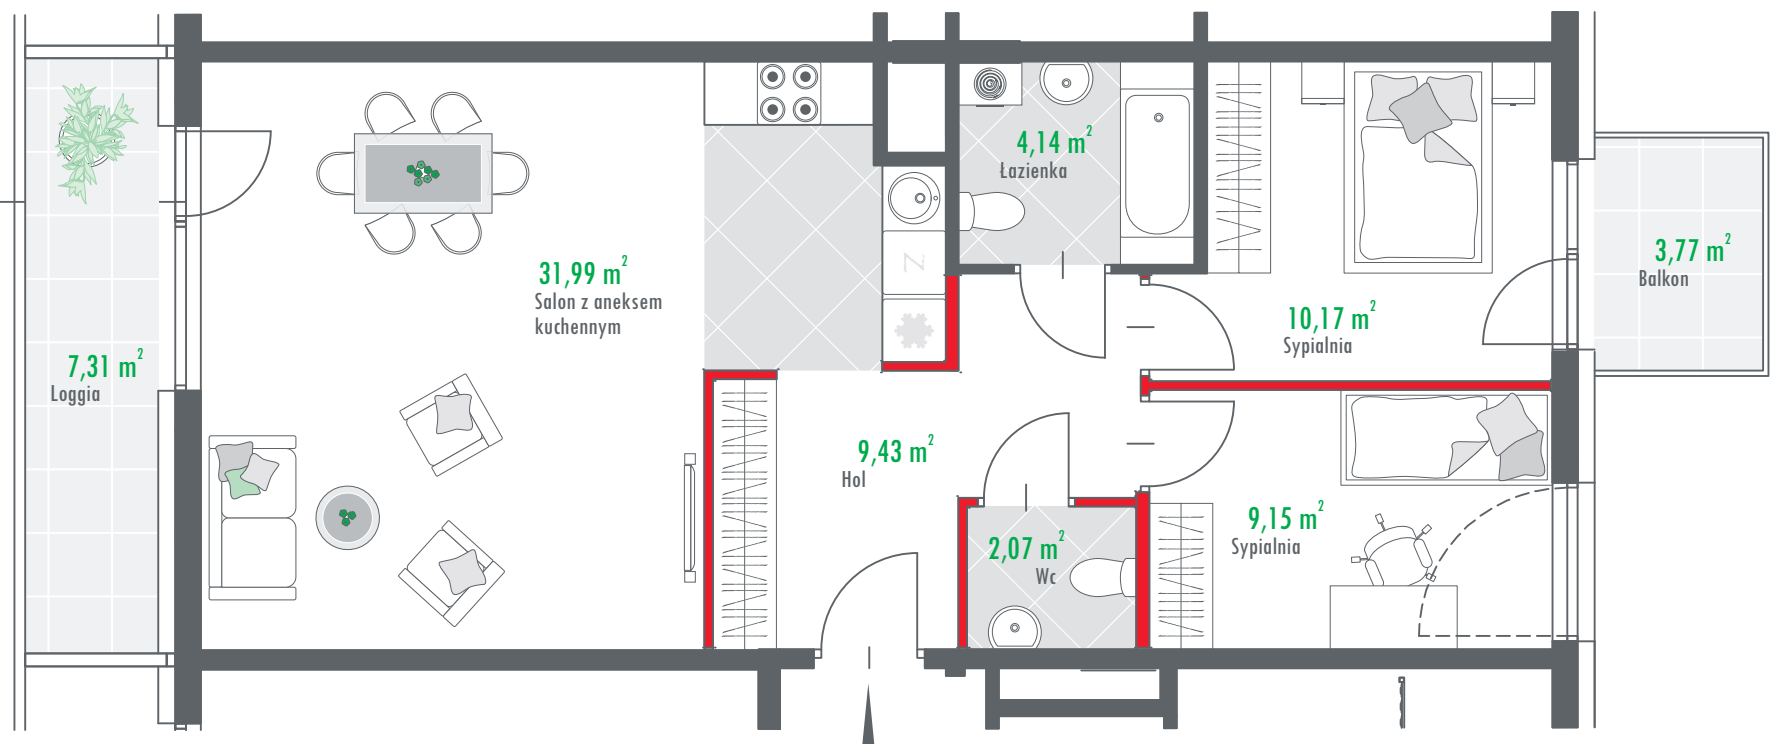 4,14 m²
Łazienka
31,99 m²
Salon z aneksem
kuchennym
Z
3,77 m²
Balkon
10,17 m²
Sypialnia
7,31 m²
Loggia
9,43 m²
Hol
9,15 m²
Sypialnia
2,07 m²
Wc